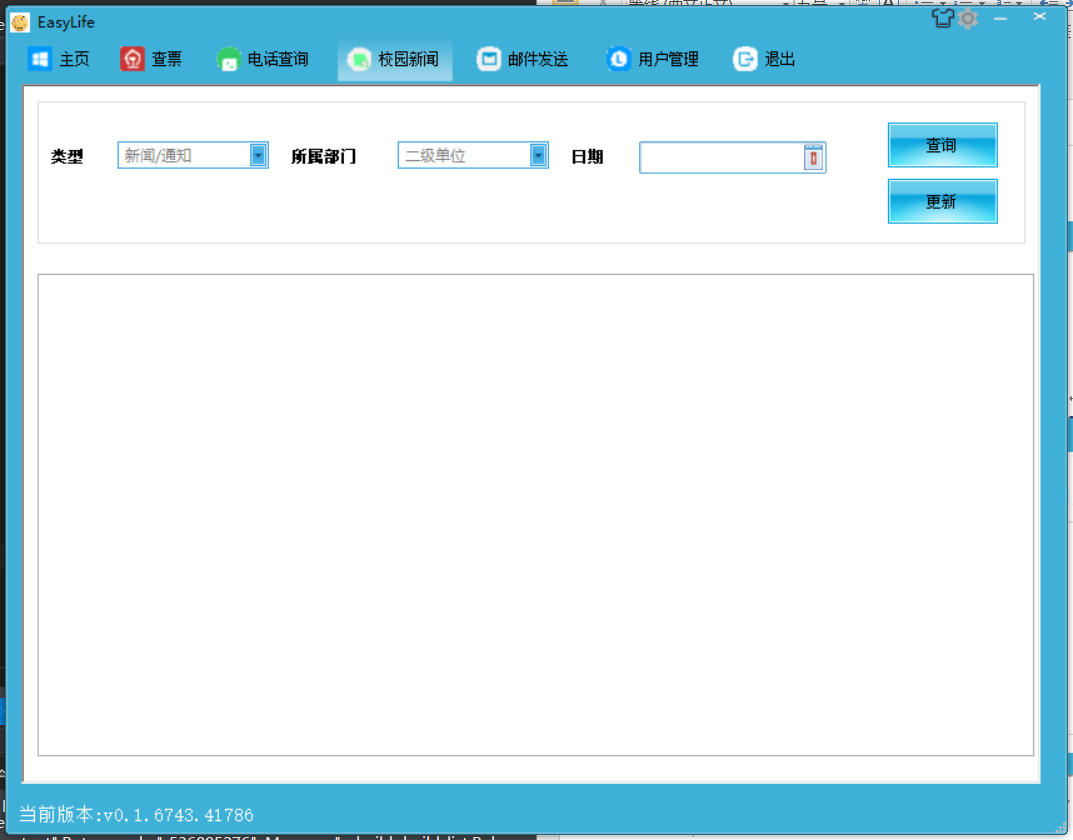 EasyLife
主页 查票 电话查询 校园新闻 邮件发送 用户管理 退出
类型 新闻/通知 所属部门 二级单位 日期
查询
更新
当前版本:v0.1.6743.41786